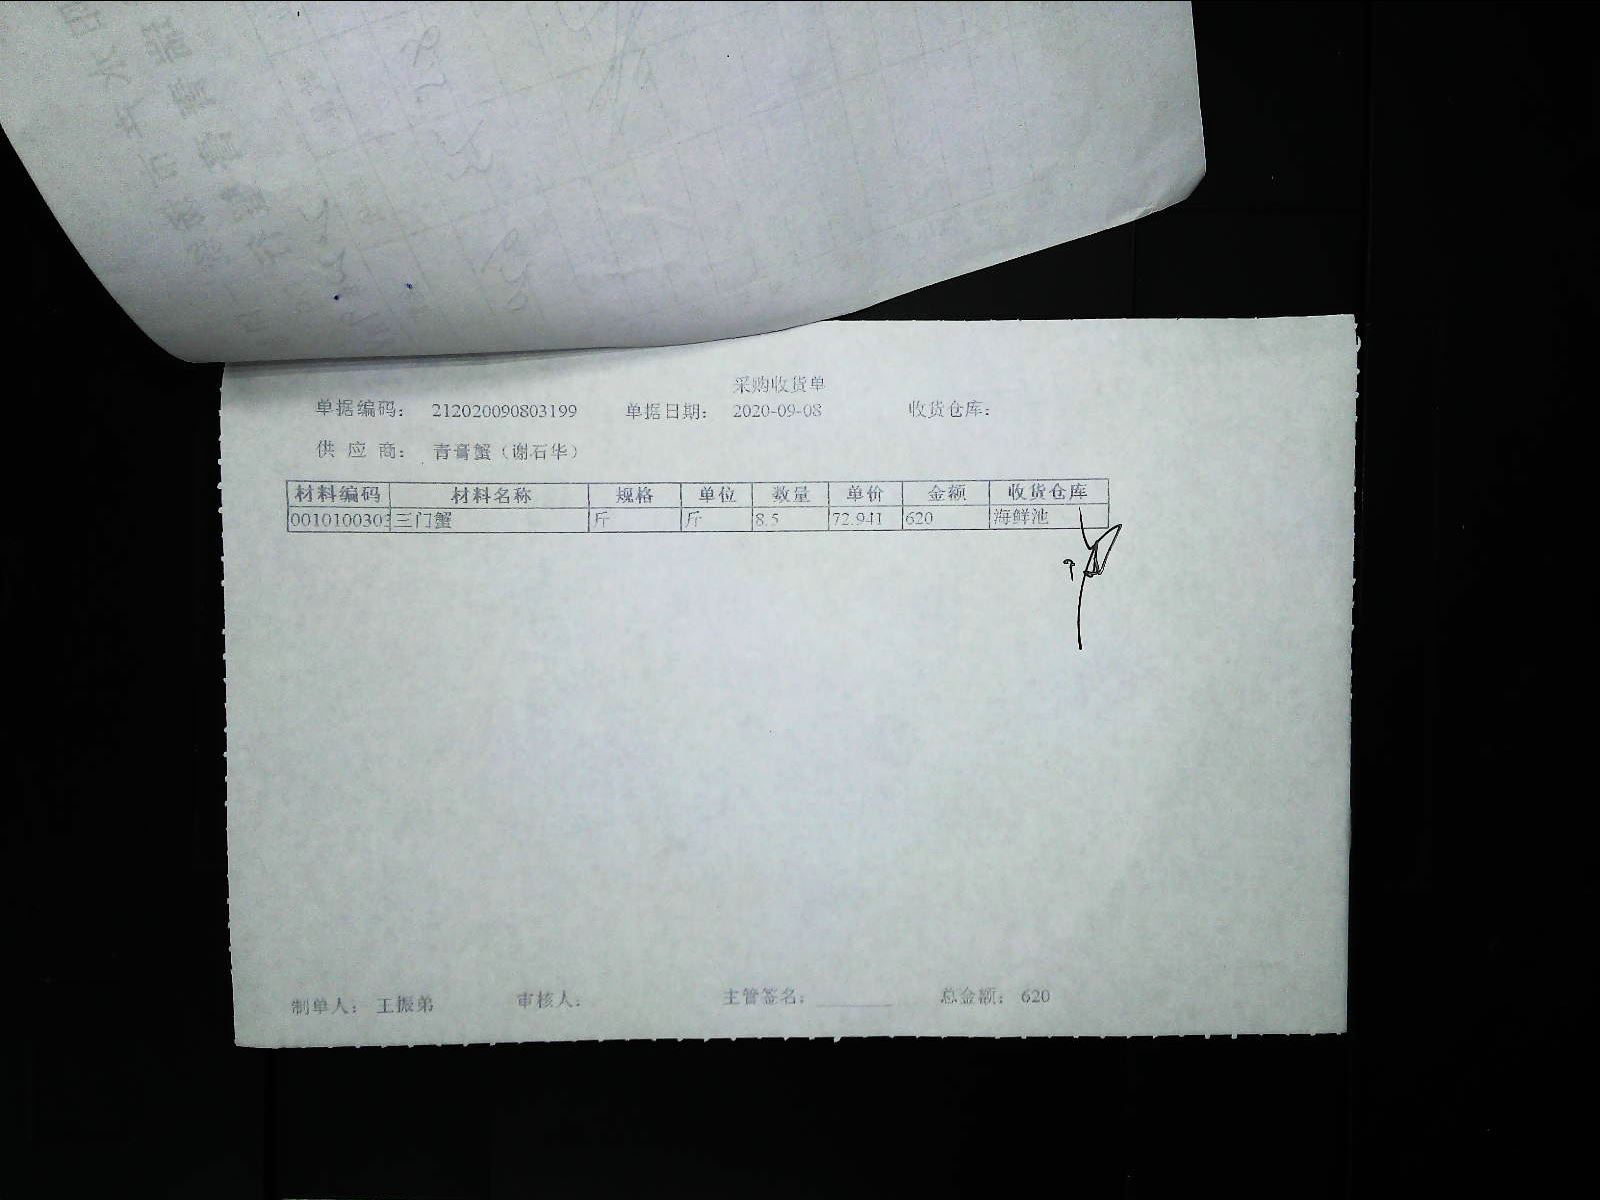 采购收货单
单据编码: 212020090803199 单据日期: 2020-09-08 收货仓库:
供应商: 青膏蟹（谢石华）
材料编码 材料名称 规格 单位 数量 单价 金额 收货仓库
001010030 三门蟹 斤 斤 8.5 72.941 620 海鲜池
制单人: 王振弟 审核人: 主管签名: 总金额: 620